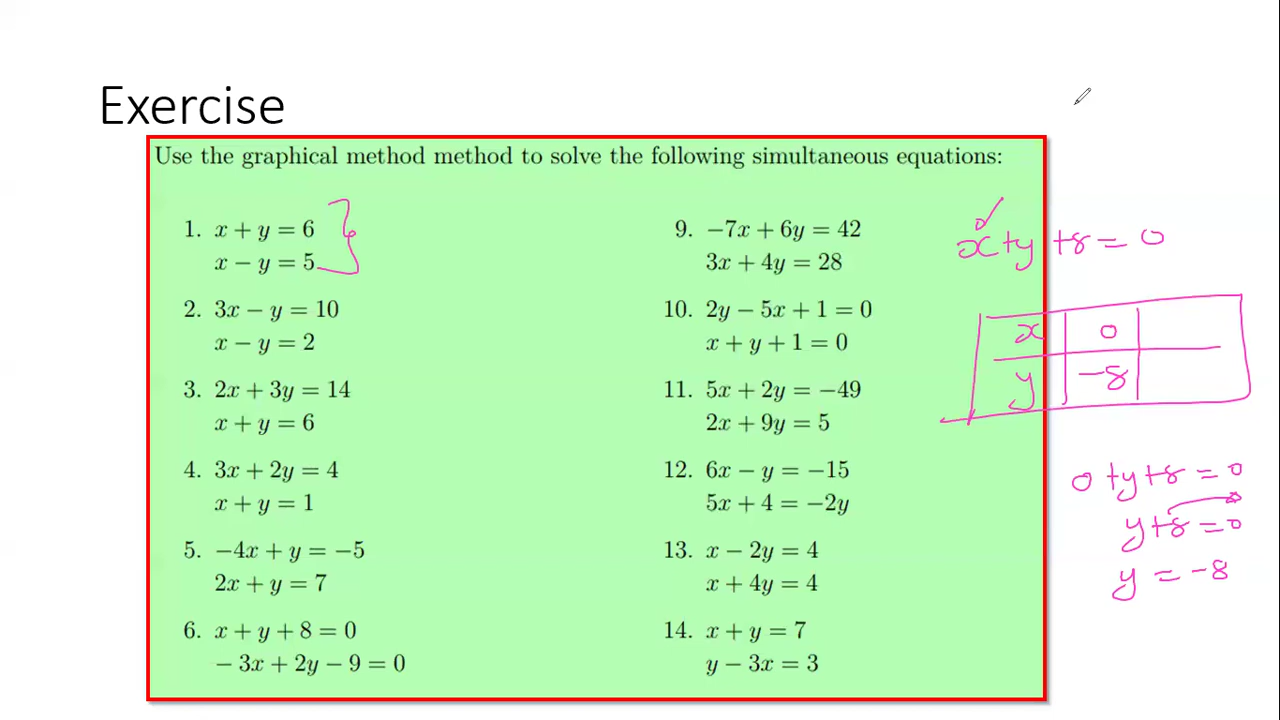 Exercise
Use the graphical method method to solve the following simultaneous equations:
1. x + y = 6
x − y = 5
2. 3x − y = 10
x − y = 2
3. 2x + 3y = 14
x + y = 6
4. 3x + 2y = 4
x + y = 1
5. −4x + y = −5
2x + y = 7
6. x + y + 8 = 0
− 3x + 2y − 9 = 0
9. −7x + 6y = 42
3x + 4y = 28
10. 2y − 5x + 1 = 0
x + y + 1 = 0
11. 5x + 2y = −49
2x + 9y = 5
12. 6x − y = −15
5x + 4 = −2y
13. x − 2y = 4
x + 4y = 4
14. x + y = 7
y − 3x = 3
x + y + 8 = 0
x 0
y −8
0 + y + 8 = 0
y + 8 = 0
y = −8